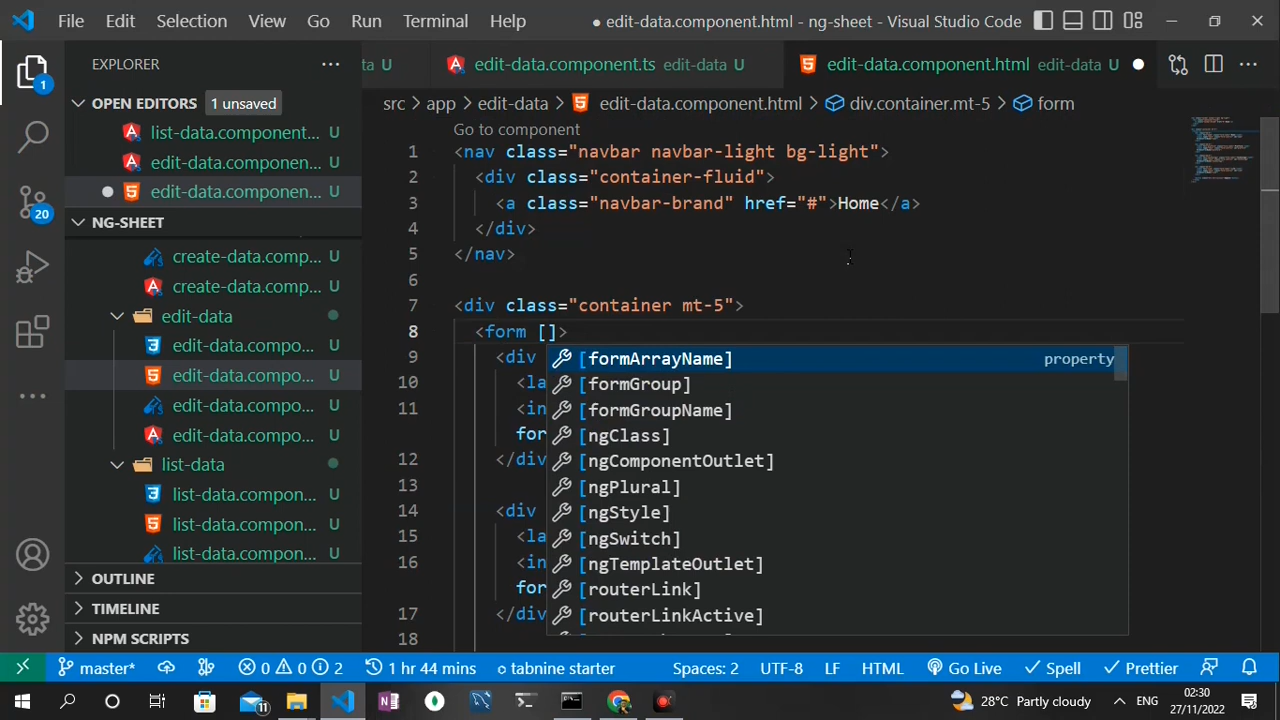 File Edit Selection View Go Run Terminal Help
● edit-data.component.html - ng-sheet - Visual Studio Code
EXPLORER
OPEN EDITORS 1 unsaved
list-data.component... U
edit-data.componen... U
edit-data.componen... U
NG-SHEET
create-data.comp... U
create-data.comp... U
edit-data
edit-data.compo... U
edit-data.compo... U
edit-data.compo... U
edit-data.compo... U
list-data
list-data.compon... U
list-data.compon... U
list-data.compon... U
OUTLINE
TIMELINE
NPM SCRIPTS
1
20
ta U
edit-data.component.ts edit-data U
edit-data.component.html edit-data U
src > app > edit-data > edit-data.component.html > div.container.mt-5 > form
Go to component
1 <nav class="navbar navbar-light bg-light">
2 <div class="container-fluid">
3 <a class="navbar-brand" href="#">Home</a>
4 </div>
5 </nav>
6
7 <div class="container mt-5">
8 <form []>
9 <div
10 <la
11 <in
for
12 </div
13
14 <div
15 <la
16 <in
for
17 </div
18
[formArrayName] property
[formGroup]
[formGroupName]
[ngClass]
[ngComponentOutlet]
[ngPlural]
[ngStyle]
[ngSwitch]
[ngTemplateOutlet]
[routerLink]
[routerLinkActive]
master* 0 0 2 1 hr 44 mins tabnine starter Spaces: 2 UTF-8 LF HTML Go Live Spell Prettier
11
28°C Partly cloudy ENG 02:30
27/11/2022